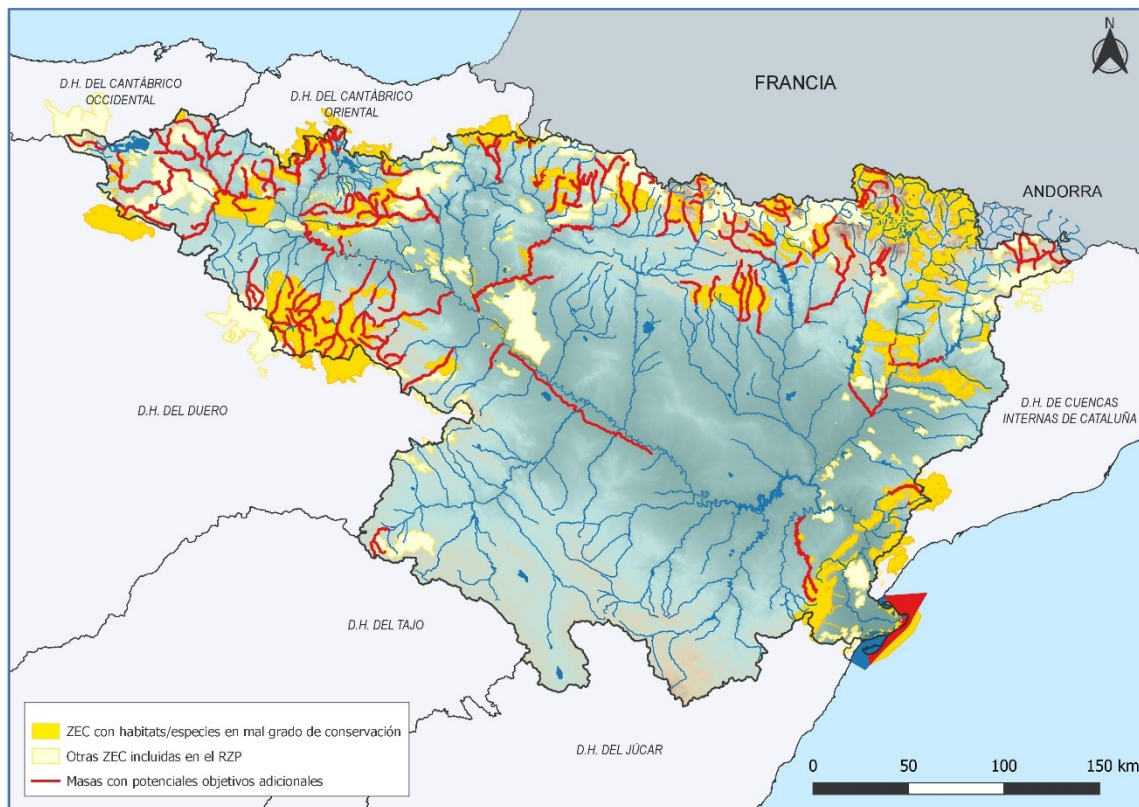 N
D.H. DEL CANTÁBRICO
OCCIDENTAL
D.H. DEL CANTÁBRICO
ORIENTAL
FRANCIA
ANDORRA
D.H. DE CUENCAS
INTERNAS DE CATALUÑA
D.H. DEL DUERO
D.H. DEL TAJO
D.H. DEL JÚCAR
ZEC con habitats/especies en mal grado de conservación
Otras ZEC incluidas en el RZP
Masas con potenciales objetivos adicionales
0 50 100 150 km